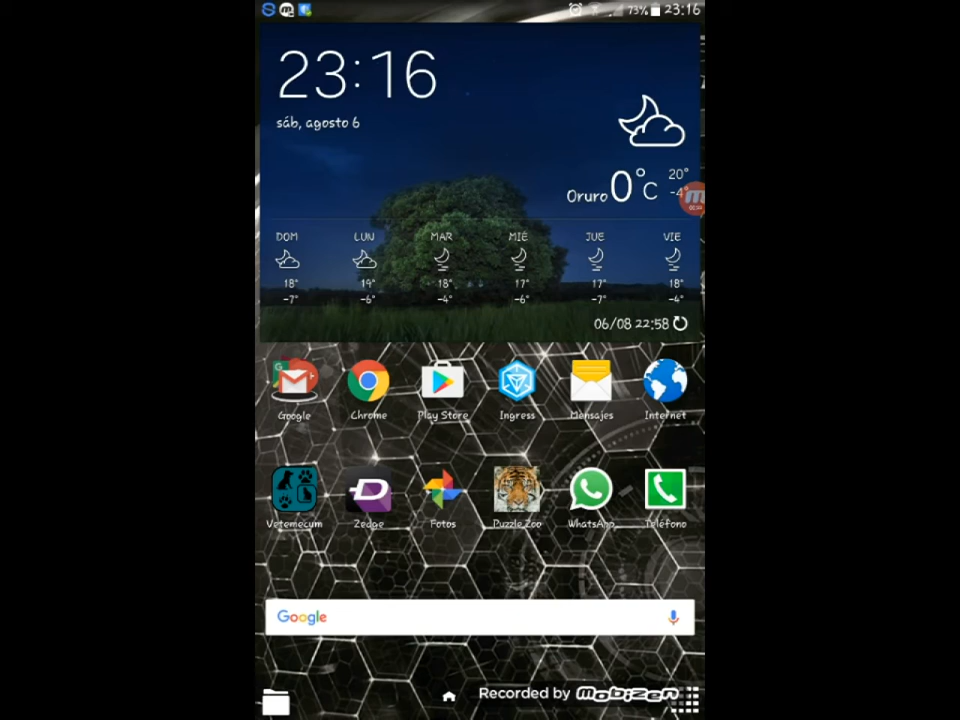 73% 23:16
23:16
sáb, agosto 6
Oruro 0°C 20° -4°
DOM LUN MAR MIÉ JUE VIE
18° 19° 18° 17° 17° 18°
-7° -6° -4° -6° -7° -4°
06/08 22:58
Google Chrome Play Store Ingress Mensajes Internet
Vetemecum Zedge Fotos Puzzle Zoo WhatsApp Teléfono
Google
Recorded by mobizen